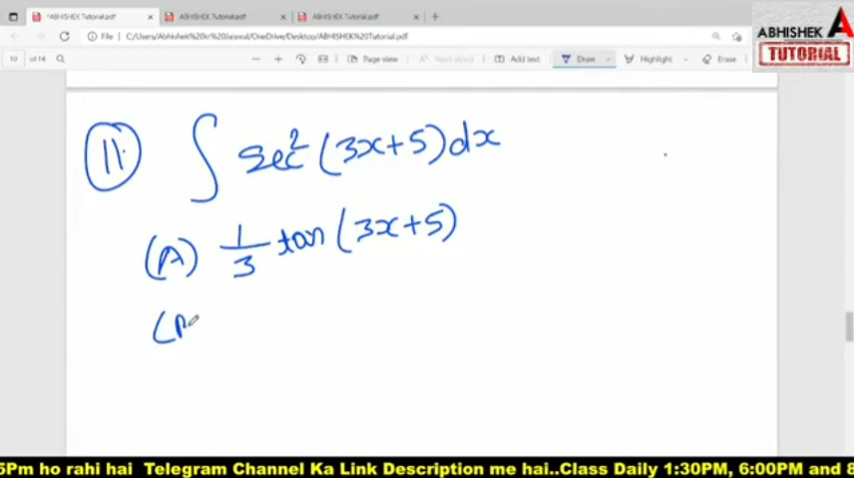 *ABHISHEK Tutorial.pdf
ABHISHEK Tutorial.pdf
ABHISHEK Tutorial.pdf
File
C:/Users/Abhishek%20kr%20Jaiswal/OneDrive/Desktop/ABHISHEK%20Tutorial.pdf
10 of 14
Page view
Read aloud
Add text
Draw
Highlight
Erase
ABHISHEK A
TUTORIAL
11. ∫ sec² (3x+5) dx
(A) 1/3 tan (3x+5)
5Pm ho rahi hai Telegram Channel Ka Link Description me hai..Class Daily 1:30PM, 6:00PM and 8